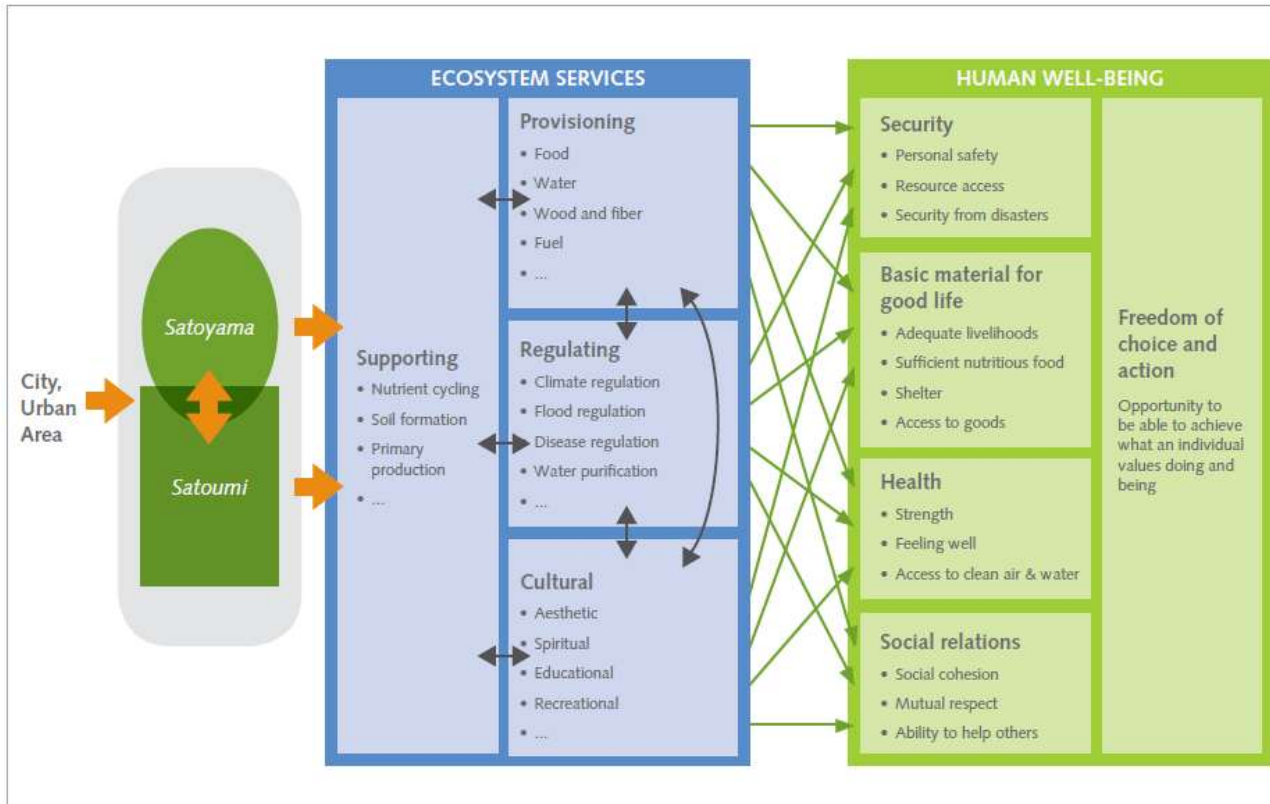 City,
Urban
Area
Satoyama
Satoumi
ECOSYSTEM SERVICES
Supporting
• Nutrient cycling
• Soil formation
• Primary
production
• ...
Provisioning
• Food
• Water
• Wood and fiber
• Fuel
• ...
Regulating
• Climate regulation
• Flood regulation
• Disease regulation
• Water purification
• ...
Cultural
• Aesthetic
• Spiritual
• Educational
• Recreational
• ...
HUMAN WELL-BEING
Security
• Personal safety
• Resource access
• Security from disasters
Basic material for
good life
• Adequate livelihoods
• Sufficient nutritious food
• Shelter
• Access to goods
Health
• Strength
• Feeling well
• Access to clean air & water
Social relations
• Social cohesion
• Mutual respect
• Ability to help others
Freedom of
choice and
action
Opportunity to
be able to achieve
what an individual
values doing and
being